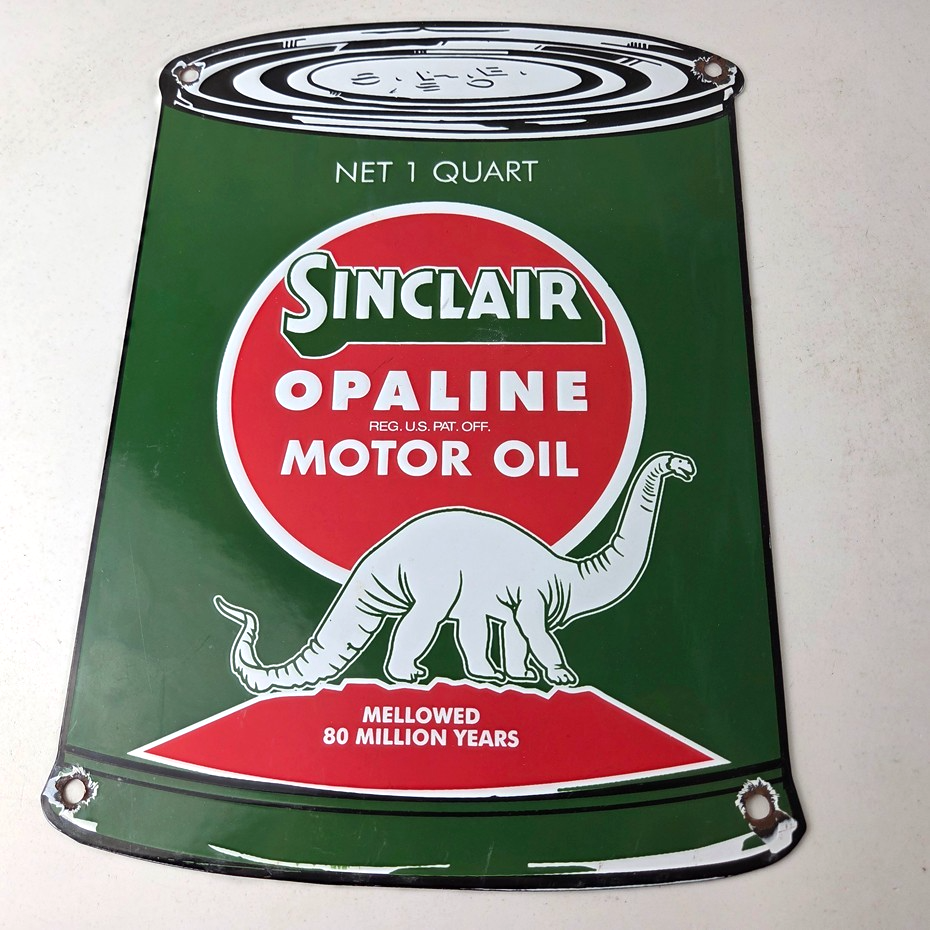 NET 1 QUART
SINCLAIR
OPALINE
REG. U.S. PAT. OFF.
MOTOR OIL
MELLOWED
80 MILLION YEARS